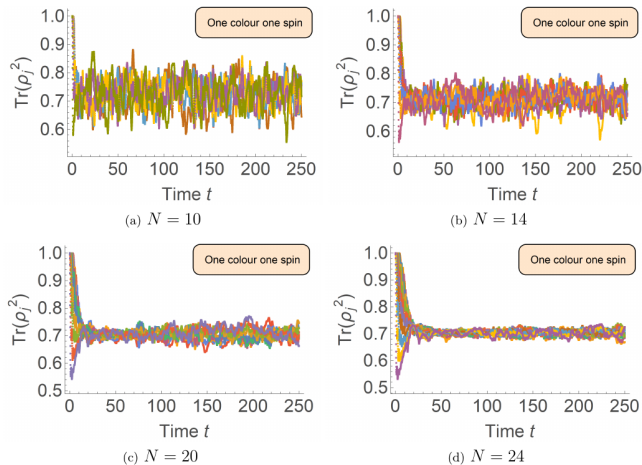 One colour one spin
Tr(ρj²)
1.0
0.9
0.8
0.7
0.6
0 50 100 150 200 250
Time t
(a) N = 10
One colour one spin
Tr(ρj²)
1.0
0.9
0.8
0.7
0.6
0 50 100 150 200 250
Time t
(b) N = 14
One colour one spin
Tr(ρj²)
1.0
0.9
0.8
0.7
0.6
0.5
0 50 100 150 200 250
Time t
(c) N = 20
One colour one spin
Tr(ρj²)
1.0
0.9
0.8
0.7
0.6
0.5
0 50 100 150 200 250
Time t
(d) N = 24